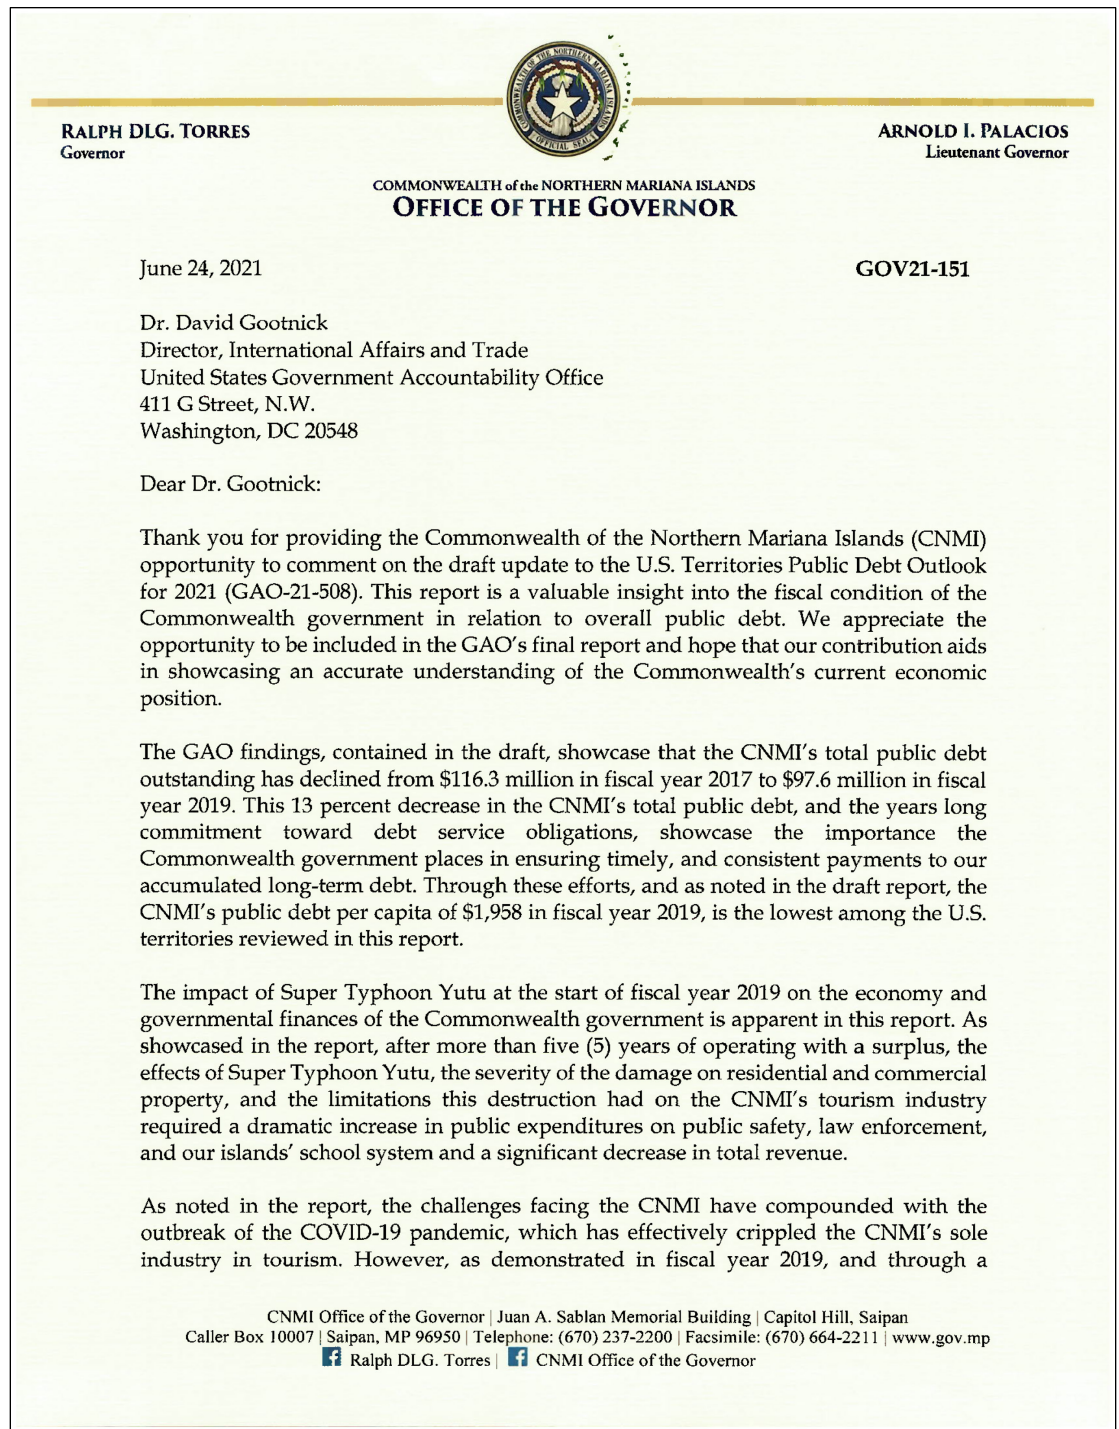 COMMONWEALTH OF THE NORTHERN MARIANA ISLANDS
OFFICIAL SEAL
RALPH DLG. TORRES
Governor
ARNOLD I. PALACIOS
Lieutenant Governor
COMMONWEALTH of the NORTHERN MARIANA ISLANDS
OFFICE OF THE GOVERNOR
June 24, 2021
GOV21-151
Dr. David Gootnick
Director, International Affairs and Trade
United States Government Accountability Office
411 G Street, N.W.
Washington, DC 20548
Dear Dr. Gootnick:
Thank you for providing the Commonwealth of the Northern Mariana Islands (CNMI)
opportunity to comment on the draft update to the U.S. Territories Public Debt Outlook
for 2021 (GAO-21-508). This report is a valuable insight into the fiscal condition of the
Commonwealth government in relation to overall public debt. We appreciate the
opportunity to be included in the GAO's final report and hope that our contribution aids
in showcasing an accurate understanding of the Commonwealth's current economic
position.
The GAO findings, contained in the draft, showcase that the CNMI's total public debt
outstanding has declined from $116.3 million in fiscal year 2017 to $97.6 million in fiscal
year 2019. This 13 percent decrease in the CNMI's total public debt, and the years long
commitment toward debt service obligations, showcase the importance the
Commonwealth government places in ensuring timely, and consistent payments to our
accumulated long-term debt. Through these efforts, and as noted in the draft report, the
CNMI's public debt per capita of $1,958 in fiscal year 2019, is the lowest among the U.S.
territories reviewed in this report.
The impact of Super Typhoon Yutu at the start of fiscal year 2019 on the economy and
governmental finances of the Commonwealth government is apparent in this report. As
showcased in the report, after more than five (5) years of operating with a surplus, the
effects of Super Typhoon Yutu, the severity of the damage on residential and commercial
property, and the limitations this destruction had on the CNMI's tourism industry
required a dramatic increase in public expenditures on public safety, law enforcement,
and our islands' school system and a significant decrease in total revenue.
As noted in the report, the challenges facing the CNMI have compounded with the
outbreak of the COVID-19 pandemic, which has effectively crippled the CNMI's sole
industry in tourism. However, as demonstrated in fiscal year 2019, and through a
CNMI Office of the Governor | Juan A. Sablan Memorial Building | Capitol Hill, Saipan
Caller Box 10007 | Saipan, MP 96950 | Telephone: (670) 237-2200 | Facsimile: (670) 664-2211 | www.gov.mp
Ralph DLG. Torres | CNMI Office of the Governor